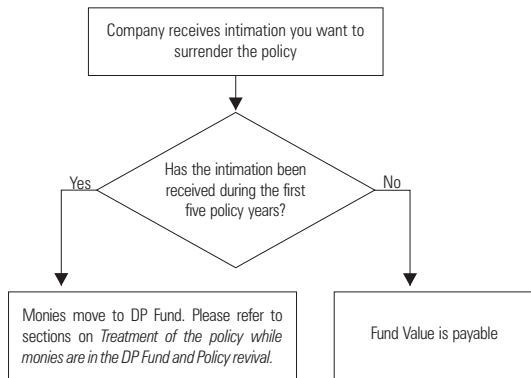 Company receives intimation you want to
surrender the policy
Has the intimation been
received during the first
five policy years?
Yes
No
Monies move to DP Fund. Please refer to
sections on Treatment of the policy while
monies are in the DP Fund and Policy revival.
Fund Value is payable